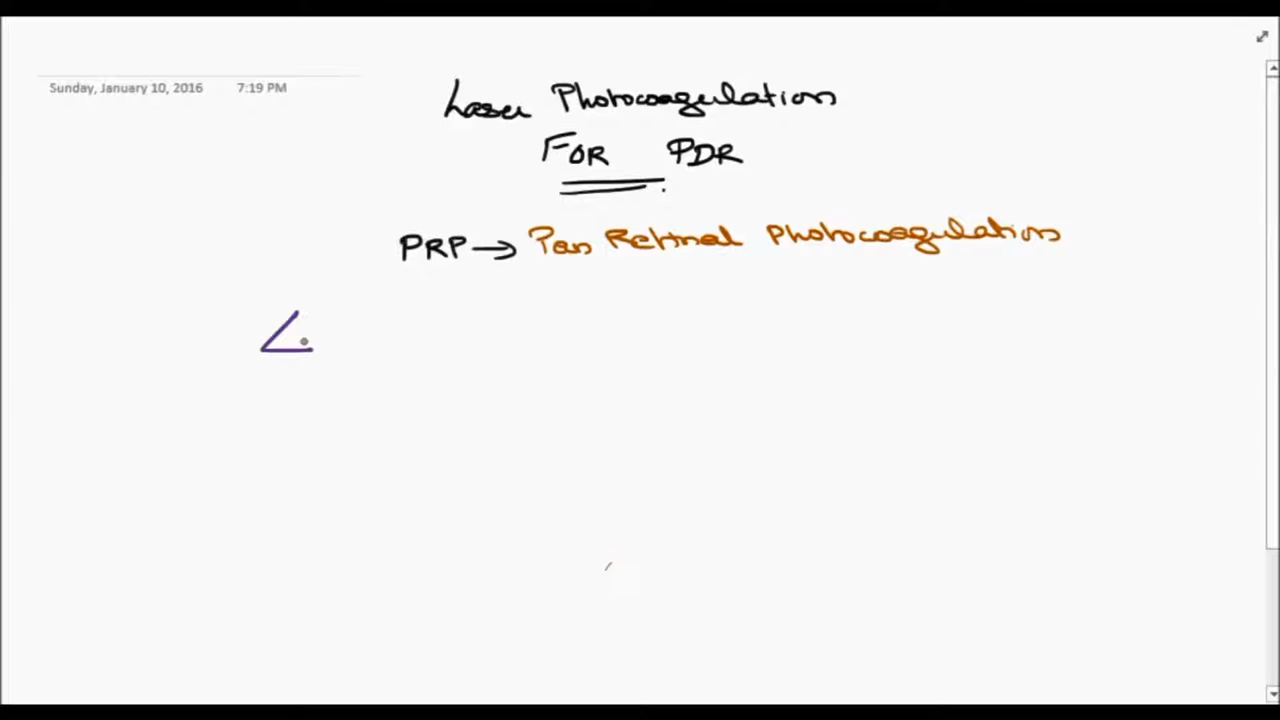 Sunday, January 10, 2016 7:19 PM
Laser Photocoagulation
FOR PDR
PRP → Pan Retinal Photocoagulation